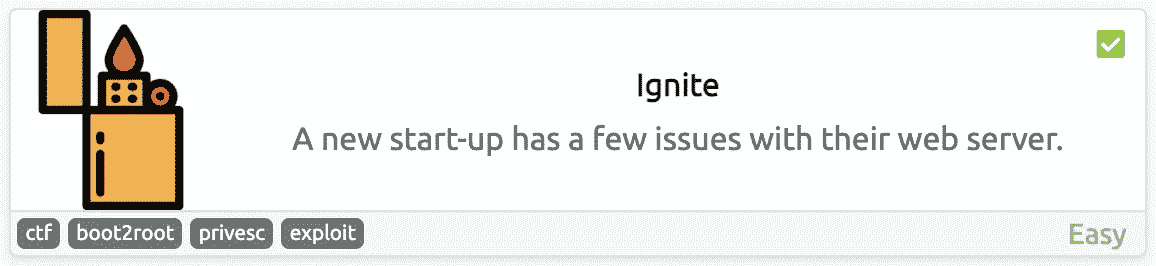 Ignite
A new start-up has a few issues with their web server.
ctf boot2root privesc exploit Easy